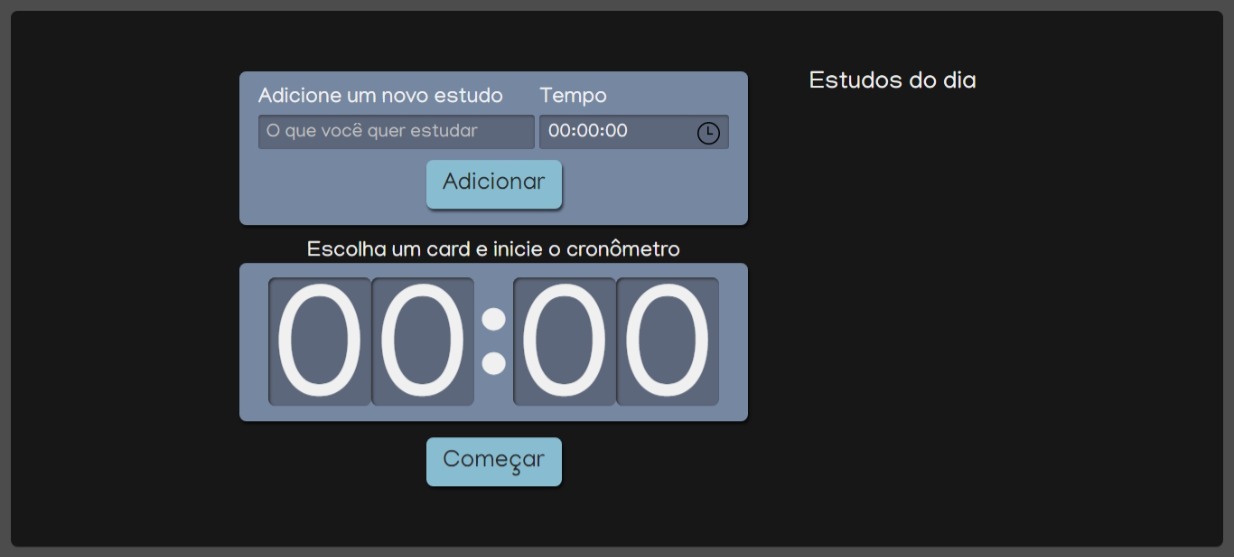 Adicione um novo estudo Tempo
O que você quer estudar 00:00:00
Adicionar
Escolha um card e inicie o cronômetro
00:00
Começar
Estudos do dia